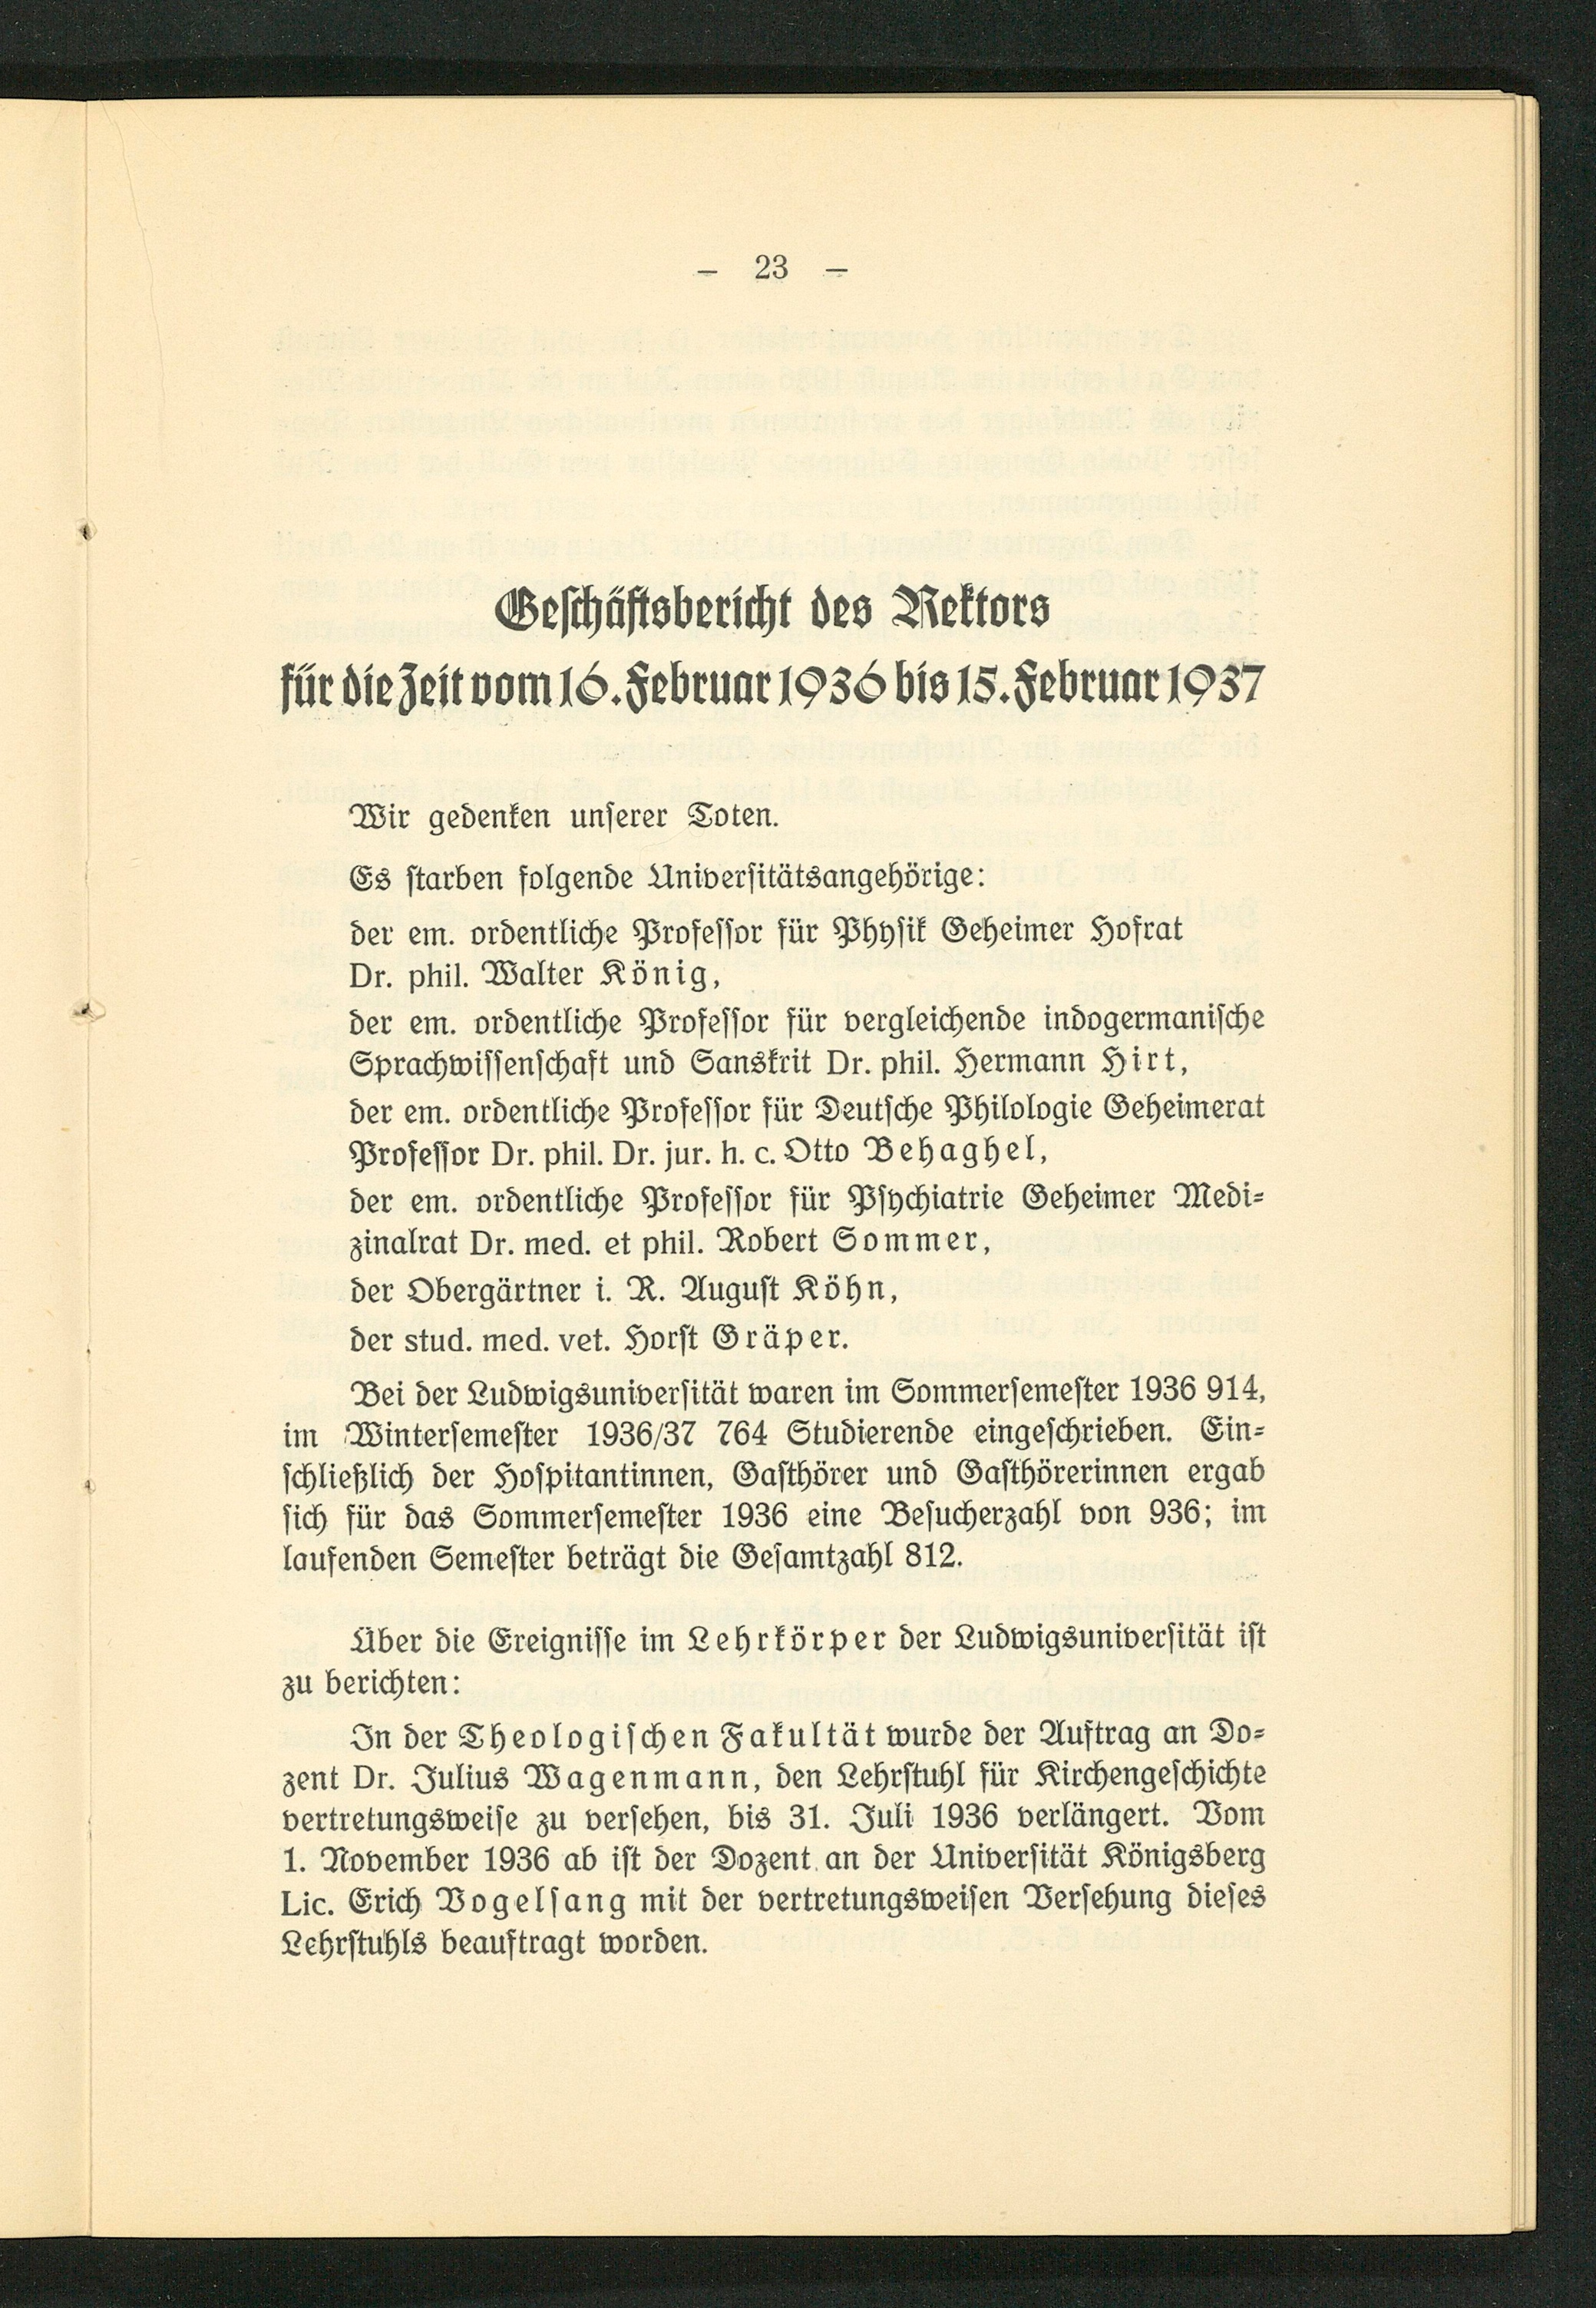 – 23 –
Geschäftsbericht des Rektors
für die Zeit vom 16. Februar 1936 bis 15. Februar 1937
Wir gedenken unserer Toten.
Es starben folgende Universitätsangehörige:
der em. ordentliche Professor für Physik Geheimer Hofrat
Dr. phil. Walter König,
der em. ordentliche Professor für vergleichende indogermanische
Sprachwissenschaft und Sanskrit Dr. phil. Hermann Hirt,
der em. ordentliche Professor für Deutsche Philologie Geheimerat
Professor Dr. phil. Dr. jur. h. c. Otto Behaghel,
der em. ordentliche Professor für Psychiatrie Geheimer Medi-
zinalrat Dr. med. et phil. Robert Sommer,
der Obergärtner i. R. August Köhn,
der stud. med. vet. Horst Gräper.
Bei der Ludwigsuniversität waren im Sommersemester 1936 914,
im Wintersemester 1936/37 764 Studierende eingeschrieben. Ein-
schließlich der Hospitantinnen, Gasthörer und Gasthörerinnen ergab
sich für das Sommersemester 1936 eine Besucherzahl von 936; im
laufenden Semester beträgt die Gesamtzahl 812.
Über die Ereignisse im Lehrkörper der Ludwigsuniversität ist
zu berichten:
In der Theologischen Fakultät wurde der Auftrag an Do-
zent Dr. Julius Wagenmann, den Lehrstuhl für Kirchengeschichte
vertretungsweise zu versehen, bis 31. Juli 1936 verlängert. Vom
1. November 1936 ab ist der Dozent an der Universität Königsberg
Lic. Erich Vogelsang mit der vertretungsweisen Versehung dieses
Lehrstuhls beauftragt worden.